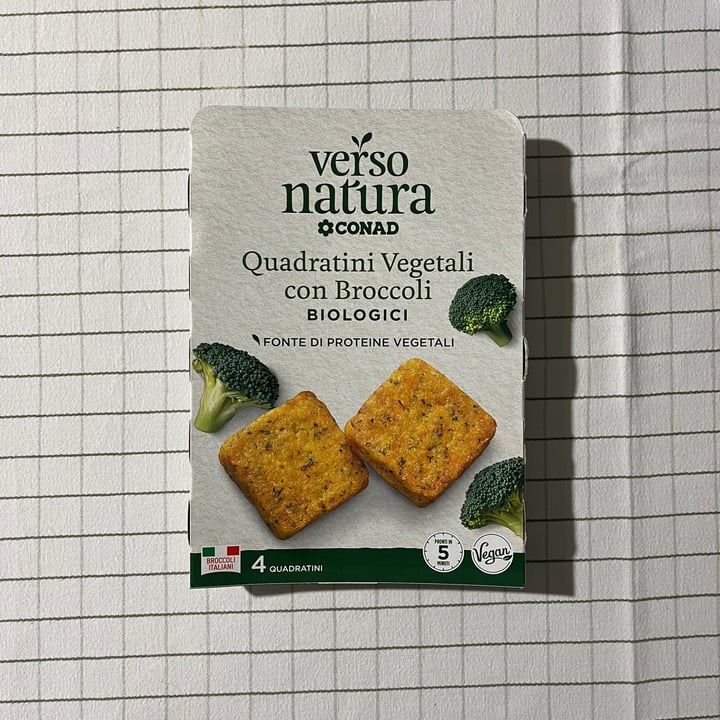 verso
natura
CONAD
Quadratini Vegetali
con Broccoli
BIOLOGICI
FONTE DI PROTEINE VEGETALI
BROCCOLI
ITALIANI
4 QUADRATINI
PRONTI IN
5
MINUTI
Vegan